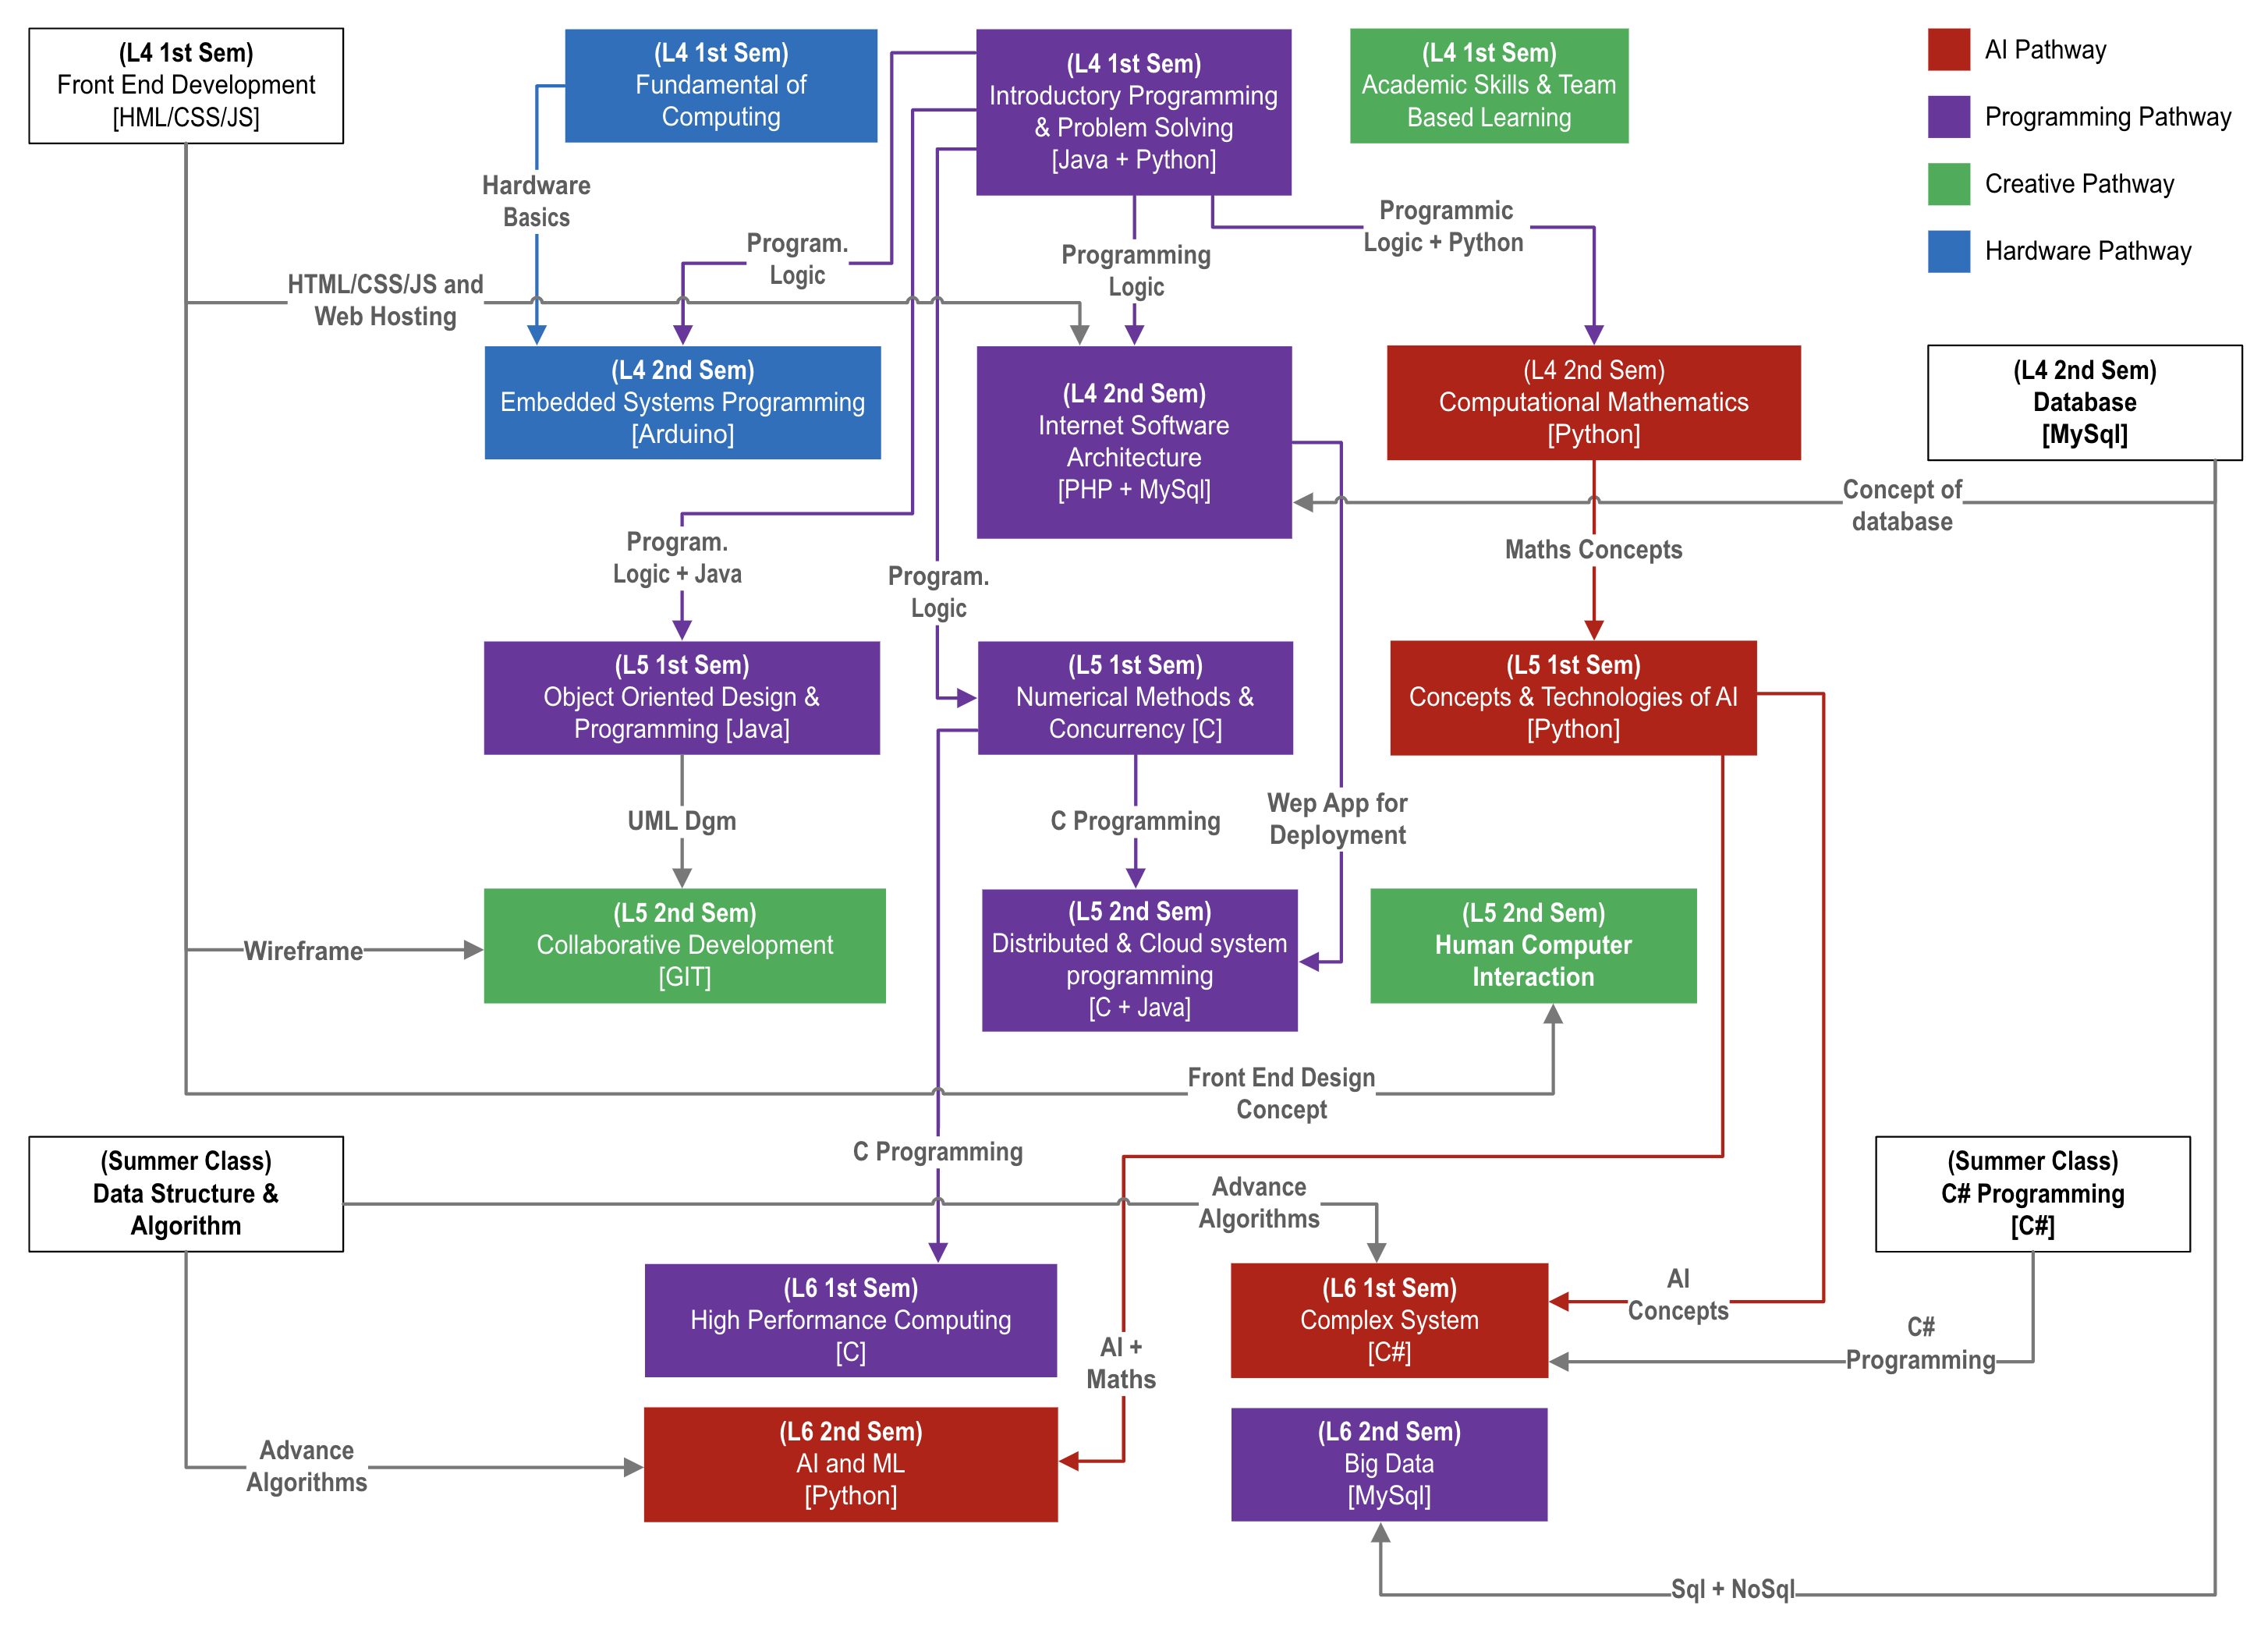 (L4 1st Sem)
Front End Development
[HML/CSS/JS]
(L4 1st Sem)
Fundamental of
Computing
(L4 1st Sem)
Introductory Programming
& Problem Solving
[Java + Python]
(L4 1st Sem)
Academic Skills & Team
Based Learning
AI Pathway
Programming Pathway
Creative Pathway
Hardware Pathway
Hardware
Basics
Program.
Logic
Programming
Logic
Programmic
Logic + Python
HTML/CSS/JS and
Web Hosting
(L4 2nd Sem)
Embedded Systems Programming
[Arduino]
(L4 2nd Sem)
Internet Software
Architecture
[PHP + MySql]
(L4 2nd Sem)
Computational Mathematics
[Python]
(L4 2nd Sem)
Database
[MySql]
Concept of
database
Program.
Logic + Java
Program.
Logic
Maths Concepts
(L5 1st Sem)
Object Oriented Design &
Programming [Java]
(L5 1st Sem)
Numerical Methods &
Concurrency [C]
(L5 1st Sem)
Concepts & Technologies of AI
[Python]
UML Dgm
C Programming
Wep App for
Deployment
Wireframe
(L5 2nd Sem)
Collaborative Development
[GIT]
(L5 2nd Sem)
Distributed & Cloud system
programming
[C + Java]
(L5 2nd Sem)
Human Computer
Interaction
Front End Design
Concept
(Summer Class)
Data Structure &
Algorithm
C Programming
Advance
Algorithms
(Summer Class)
C# Programming
[C#]
(L6 1st Sem)
High Performance Computing
[C]
AI +
Maths
(L6 1st Sem)
Complex System
[C#]
AI
Concepts
C#
Programming
Advance
Algorithms
(L6 2nd Sem)
AI and ML
[Python]
(L6 2nd Sem)
Big Data
[MySql]
Sql + NoSql